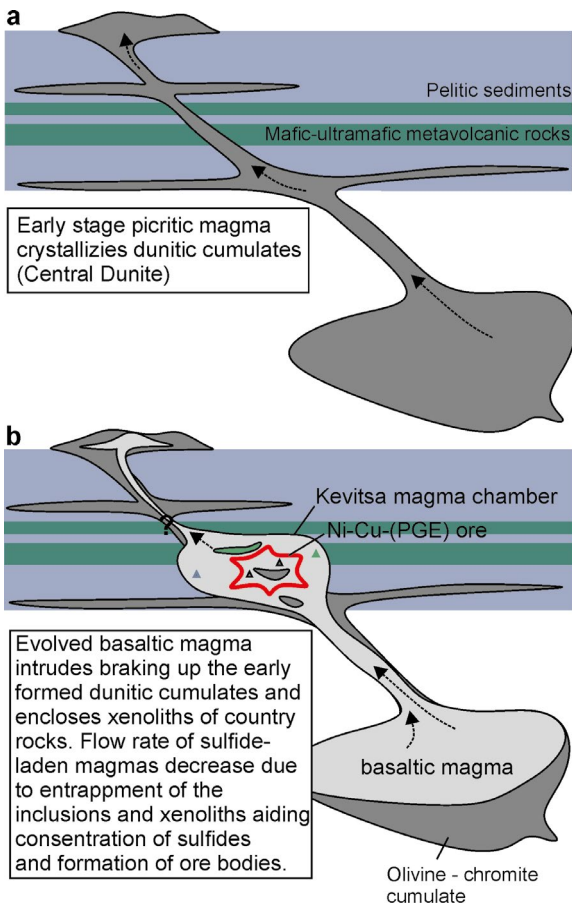 a
Pelitic sediments
Mafic-ultramafic metavolcanic rocks
Early stage picritic magma
crystallizies dunitic cumulates
(Central Dunite)
b
Kevitsa magma chamber
Ni-Cu-(PGE) ore
?
Evolved basaltic magma
intrudes braking up the early
formed dunitic cumulates and
encloses xenoliths of country
rocks. Flow rate of sulfide-
laden magmas decrease due
to entrappment of the
inclusions and xenoliths aiding
consentration of sulfides
and formation of ore bodies.
basaltic magma
Olivine - chromite
cumulate